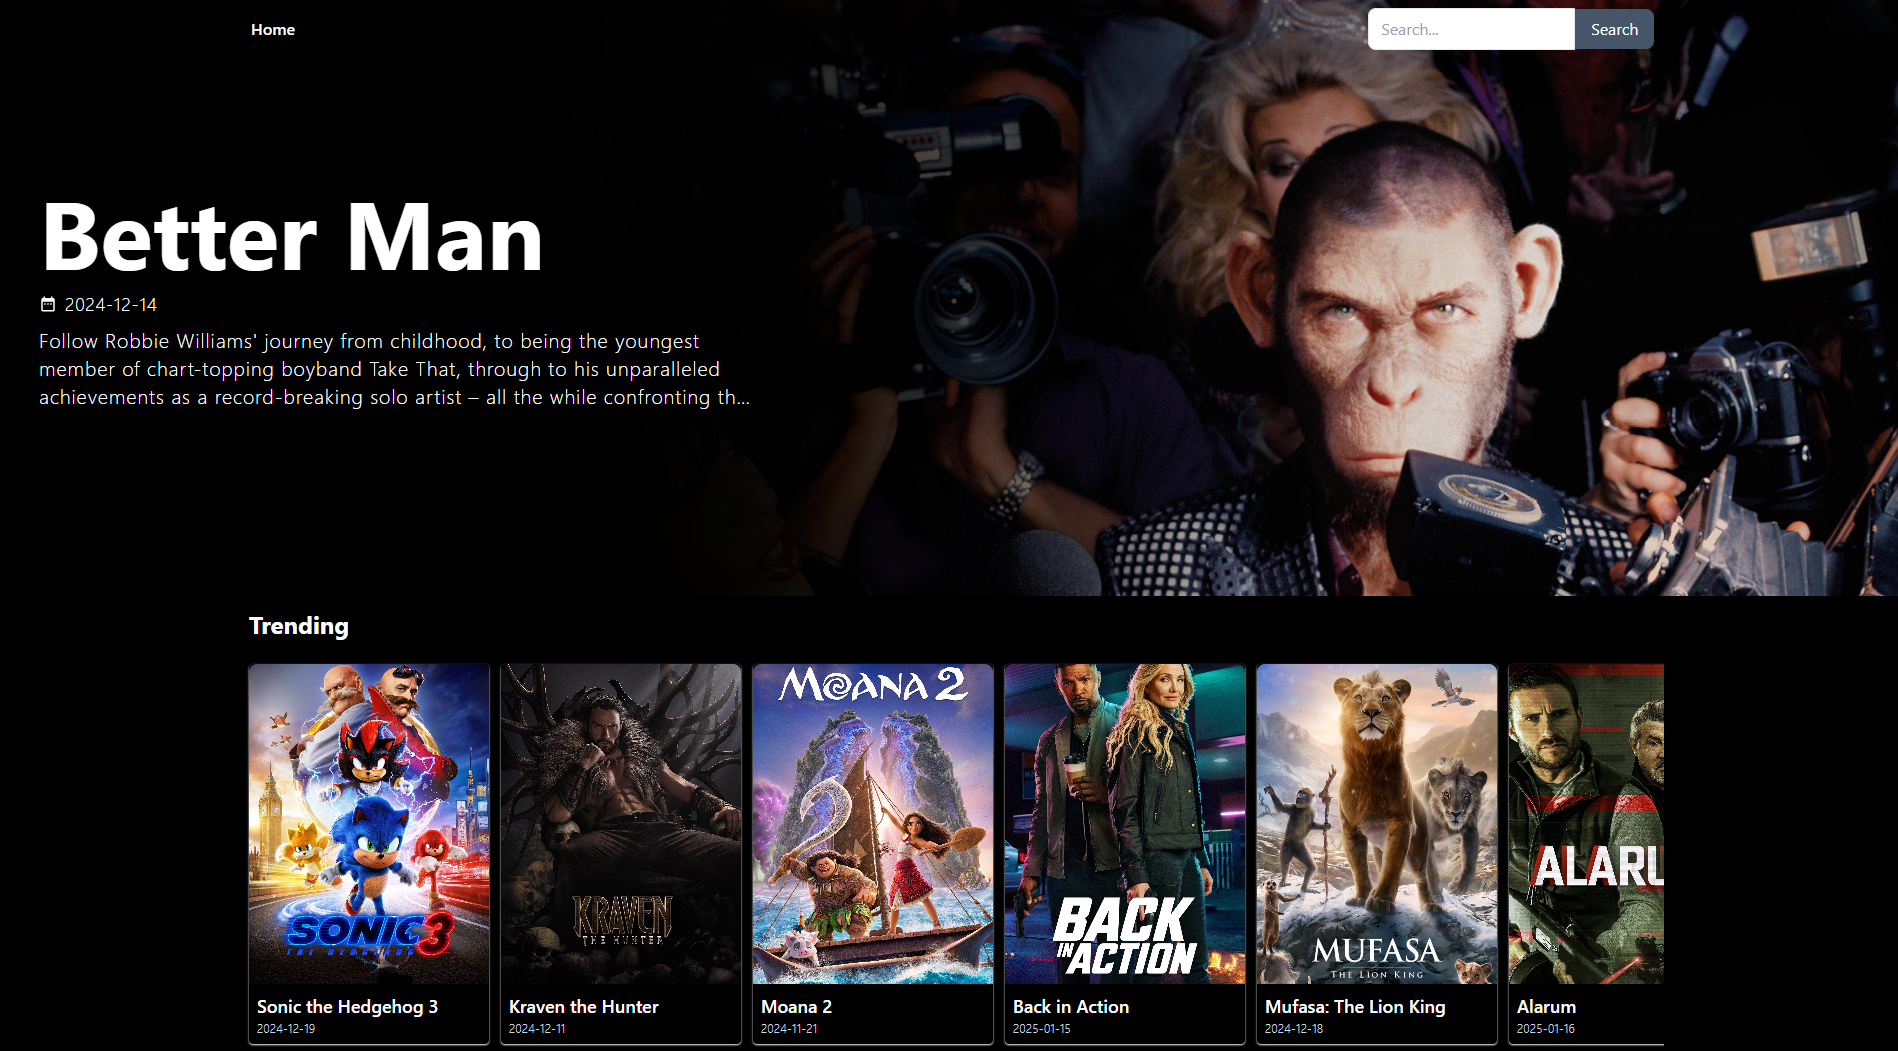 Home
Search...
Search
Better Man
2024-12-14
Follow Robbie Williams' journey from childhood, to being the youngest
member of chart-topping boyband Take That, through to his unparalleled
achievements as a record-breaking solo artist – all the while confronting th...
Trending
MOANA 2
SONIC 3
THE HEDGEHOG
KRAVEN
THE HUNTER
BACK
IN ACTION
MUFASA
THE LION KING
ALARU
Sonic the Hedgehog 3
2024-12-19
Kraven the Hunter
2024-12-11
Moana 2
2024-11-21
Back in Action
2025-01-15
Mufasa: The Lion King
2024-12-18
Alarum
2025-01-16